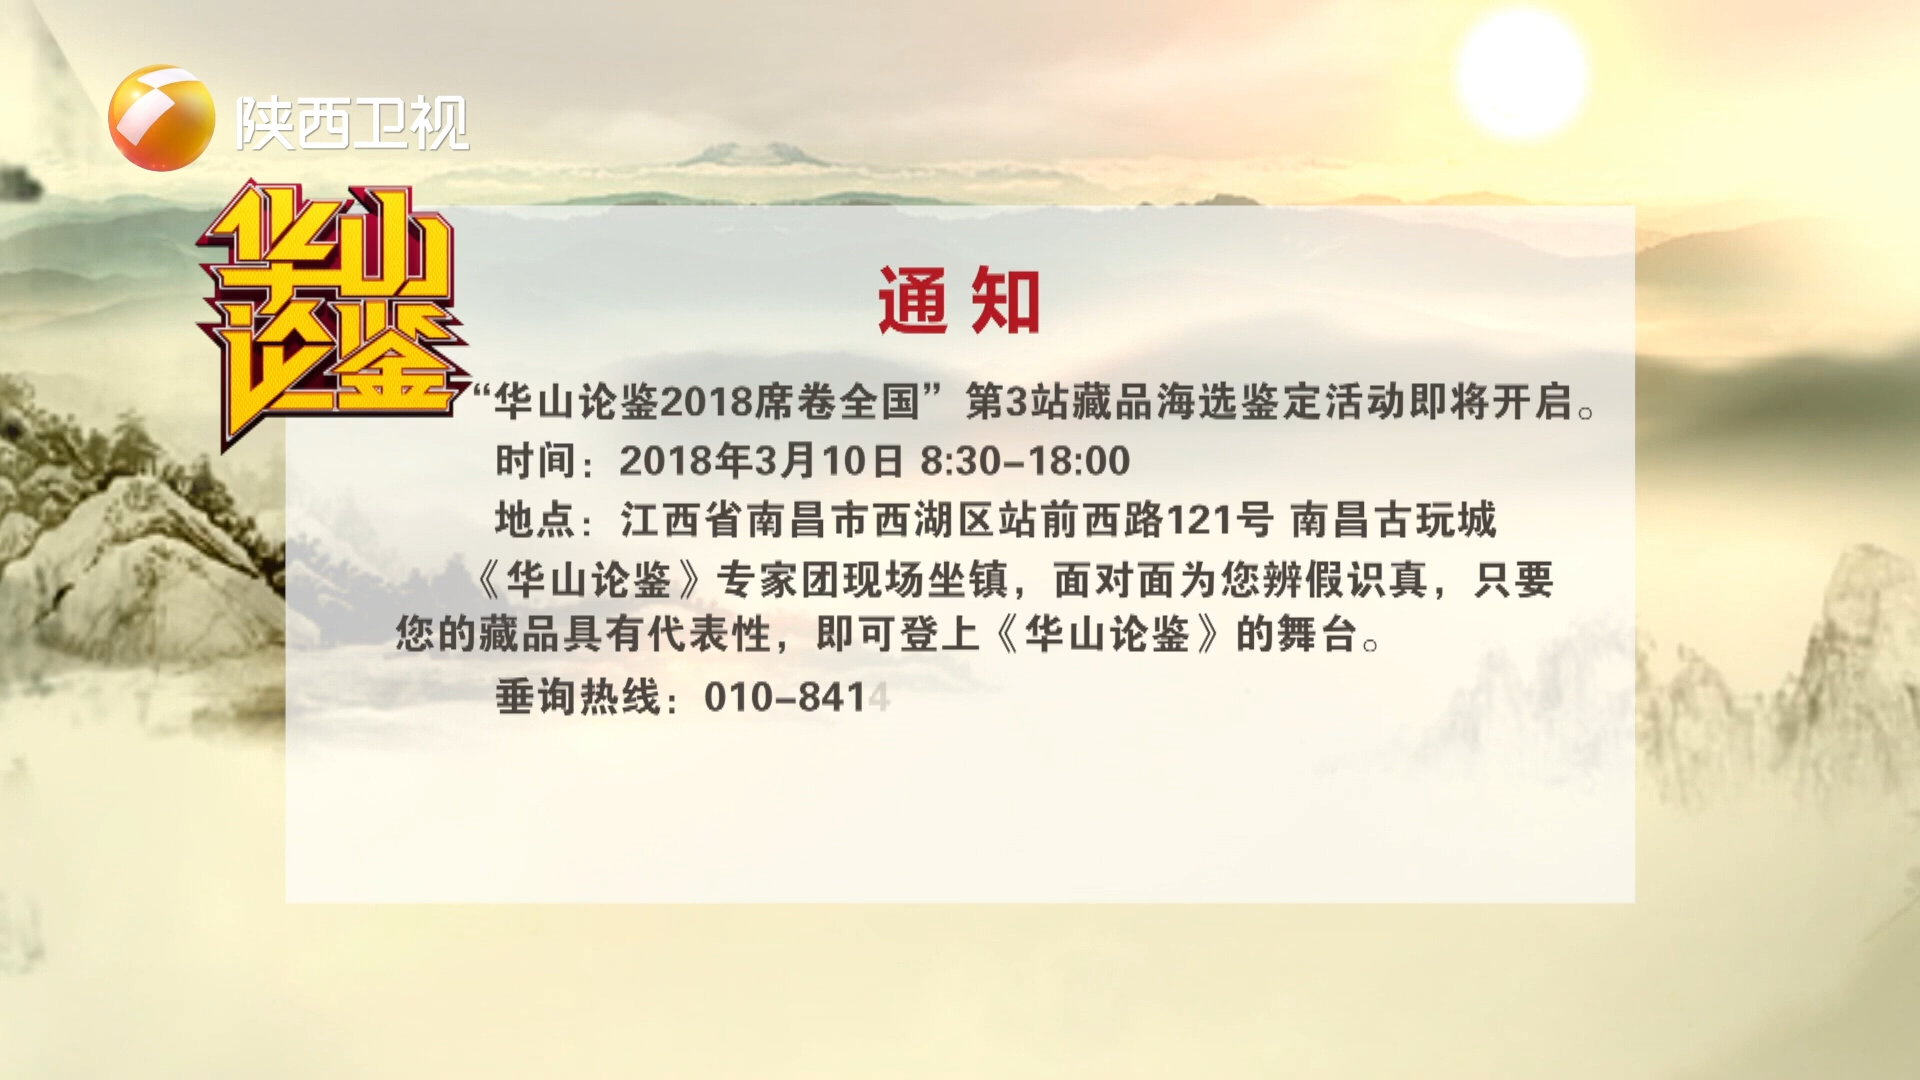 陕西卫视
华山
论鉴
通知
“华山论鉴2018席卷全国”第3站藏品海选鉴定活动即将开启。
时间：2018年3月10日 8:30-18:00
地点：江西省南昌市西湖区站前西路121号 南昌古玩城
《华山论鉴》专家团现场坐镇，面对面为您辨假识真，只要
您的藏品具有代表性，即可登上《华山论鉴》的舞台。
垂询热线：010-8414